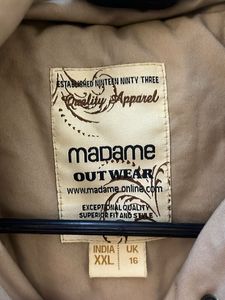 ESTABLISHED NINTEEN NINTY THREE
Quality Apparel
maDame
OUTWEAR
www.madame.online.com
EXCEPTIONAL QUALITY
SUPERIOR FIT AND STYLE
INDIA UK
XXL 16